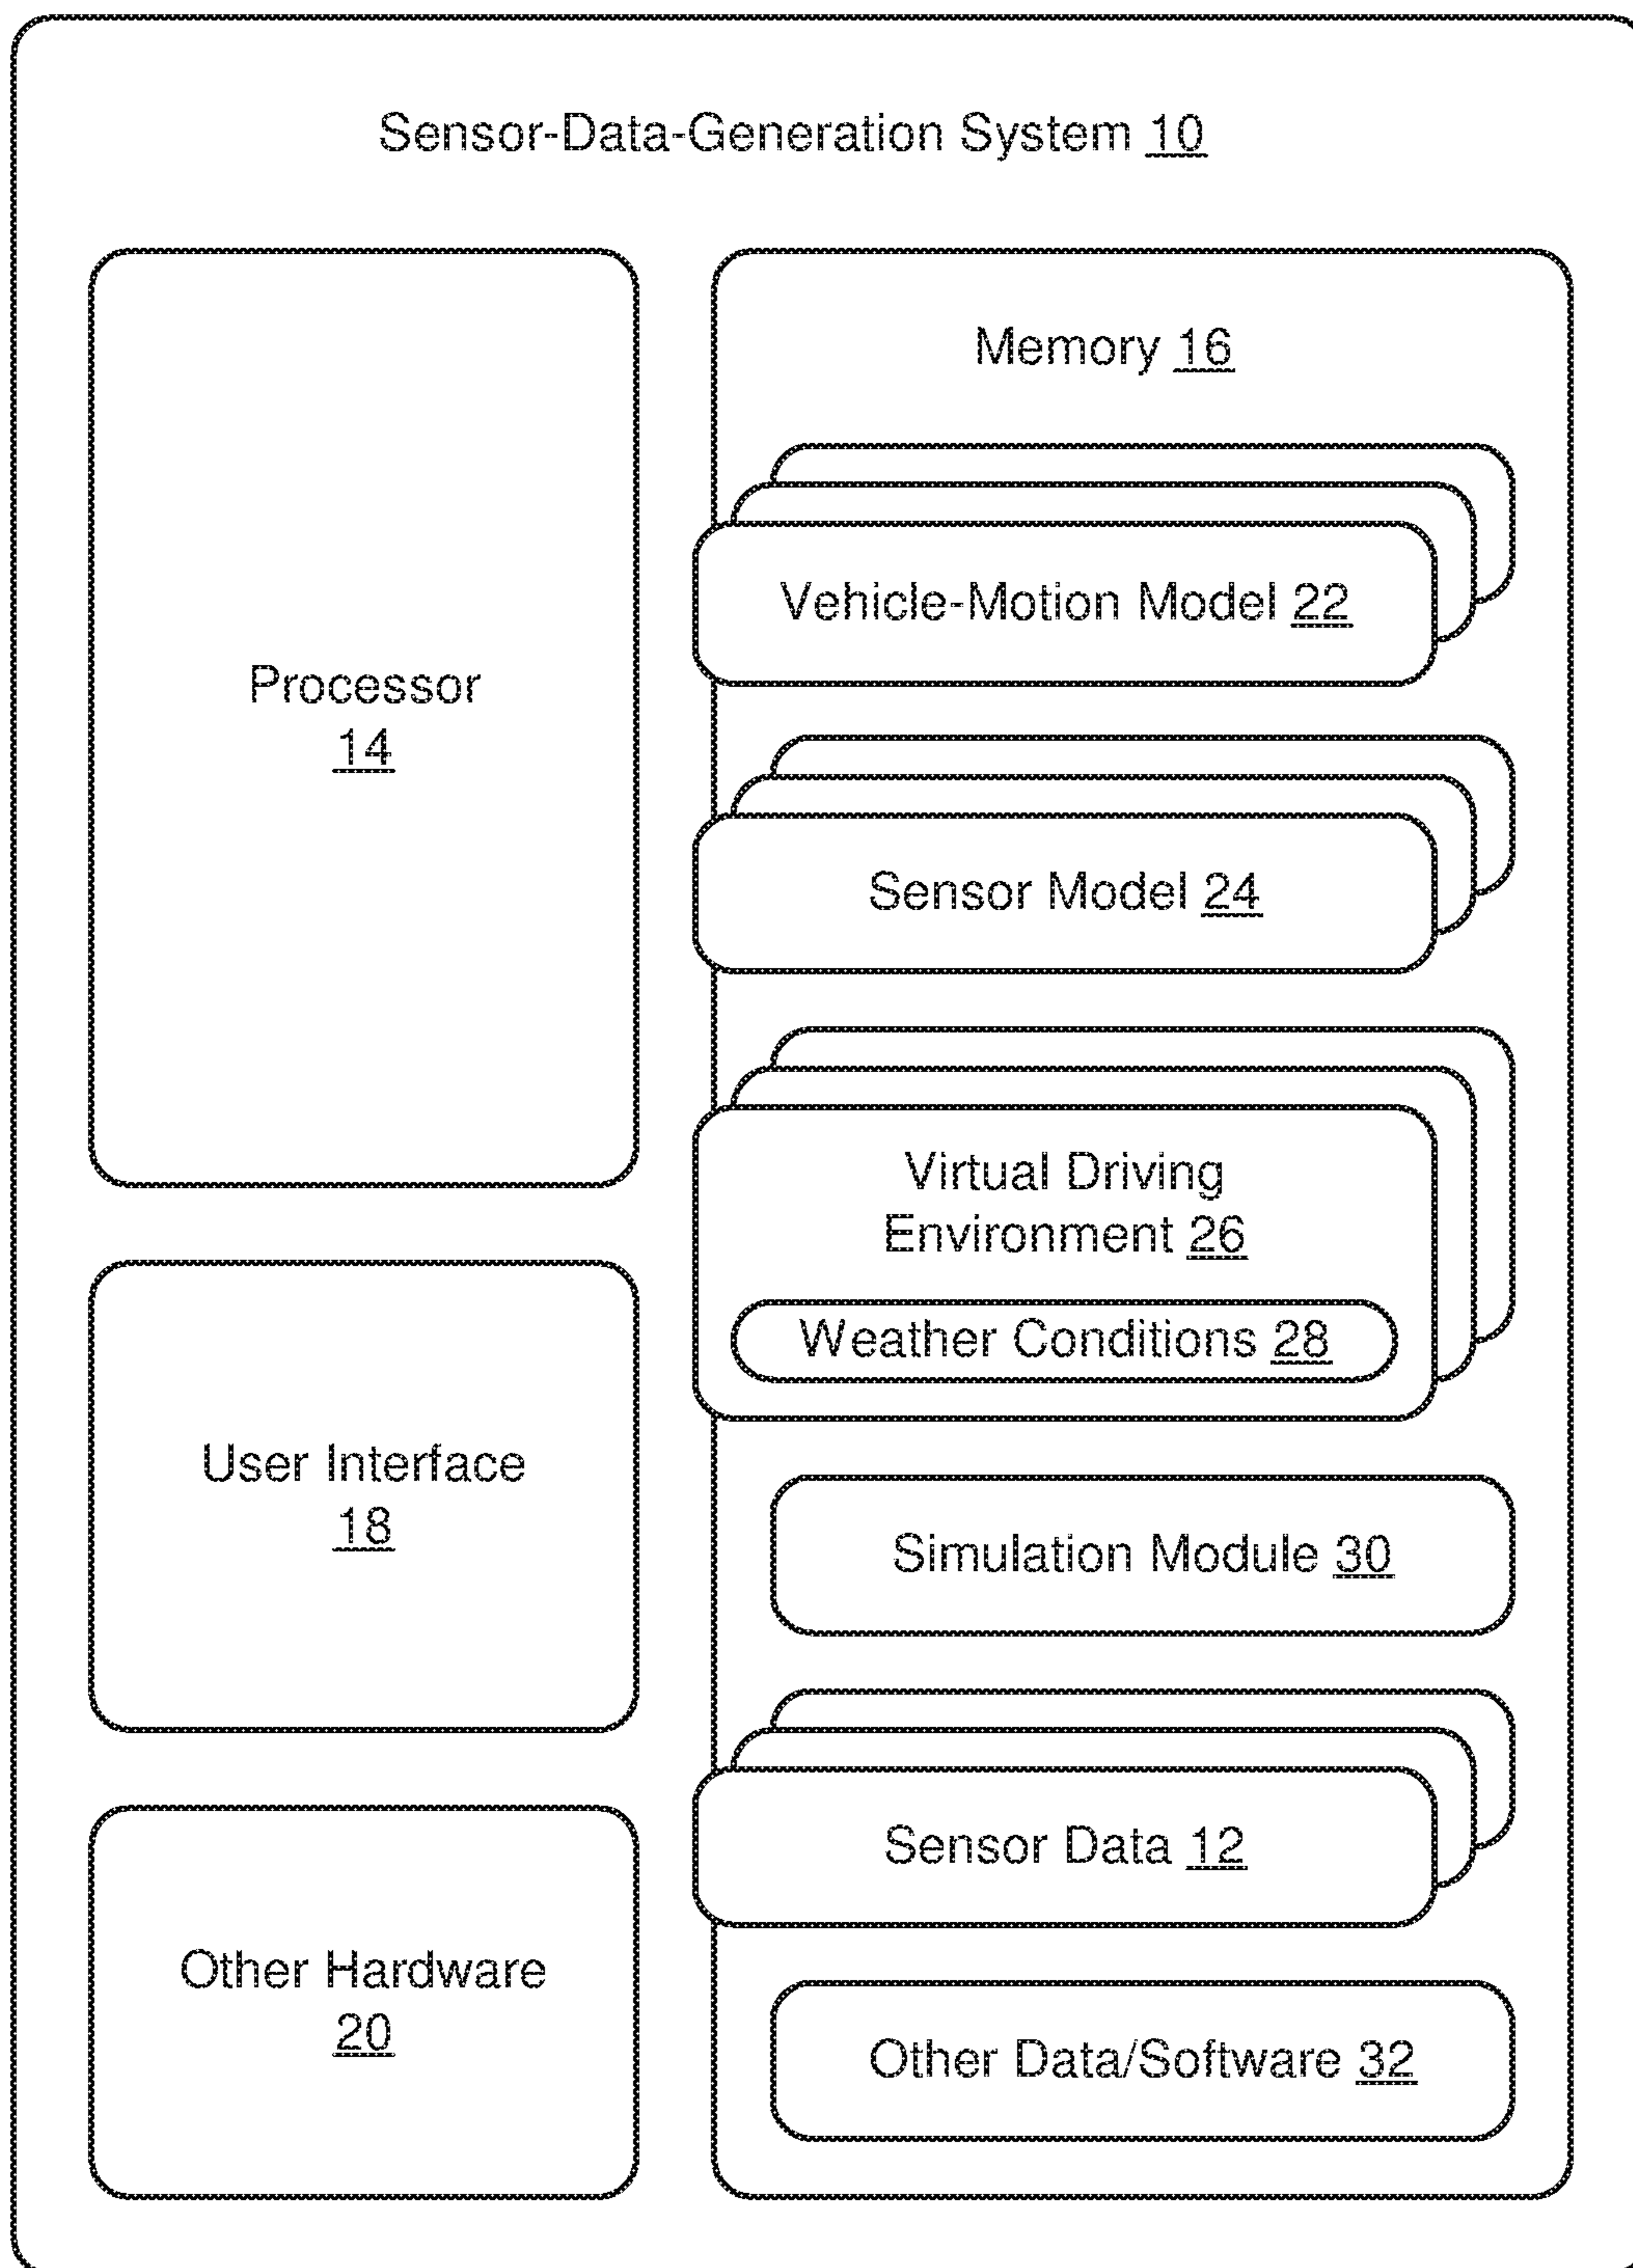 Sensor-Data-Generation System 10
Processor
14
User Interface
18
Other Hardware
20
Memory 16
Vehicle-Motion Model 22
Sensor Model 24
Virtual Driving
Environment 26
Weather Conditions 28
Simulation Module 30
Sensor Data 12
Other Data/Software 32